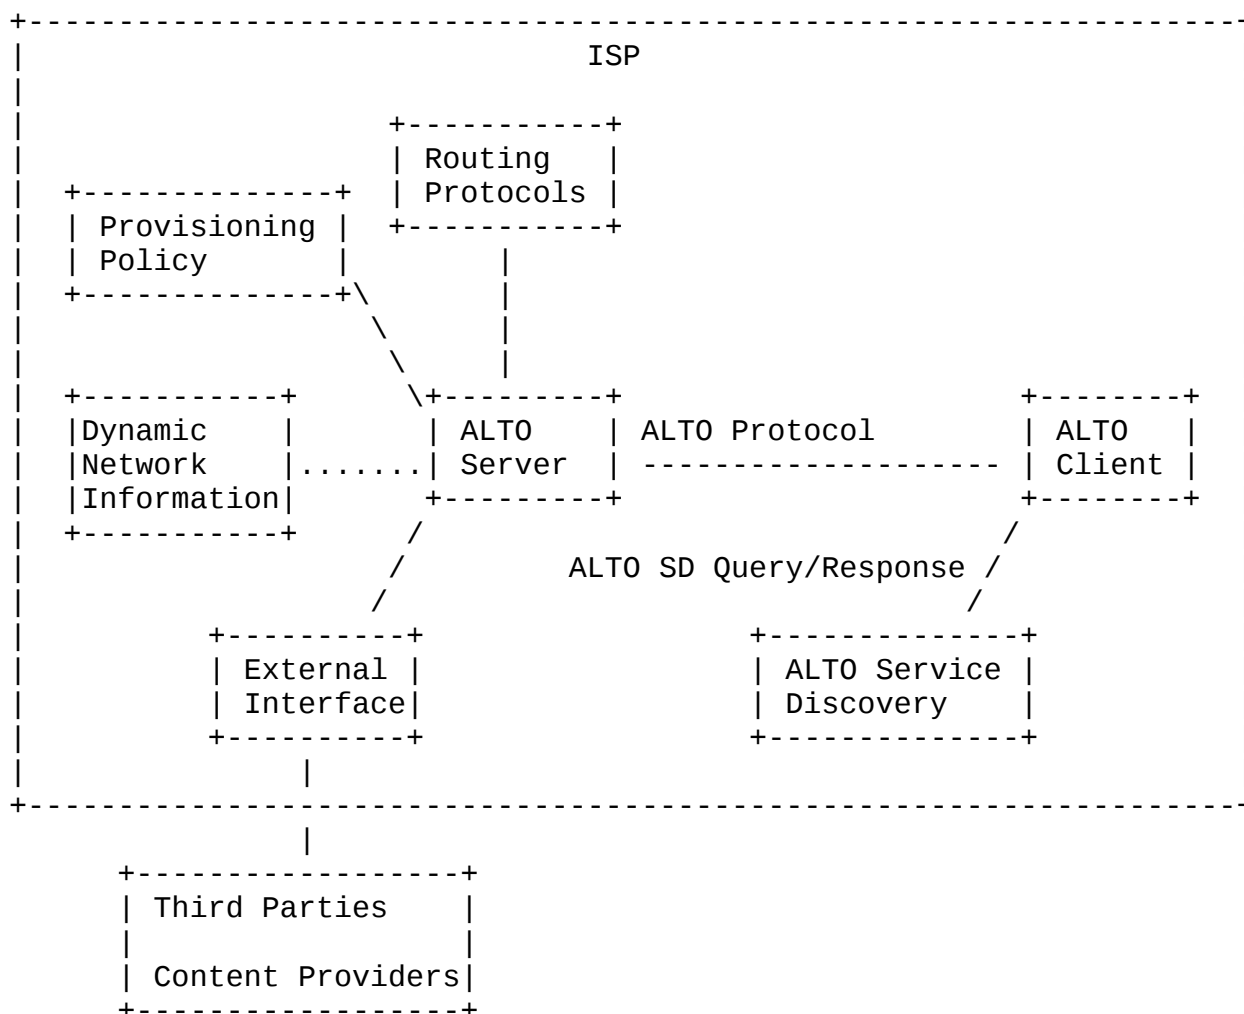 ISP
Routing
Protocols
Provisioning
Policy
Dynamic
Network
Information
ALTO
Server
ALTO Protocol
ALTO
Client
ALTO SD Query/Response
External
Interface
ALTO Service
Discovery
Third Parties
Content Providers